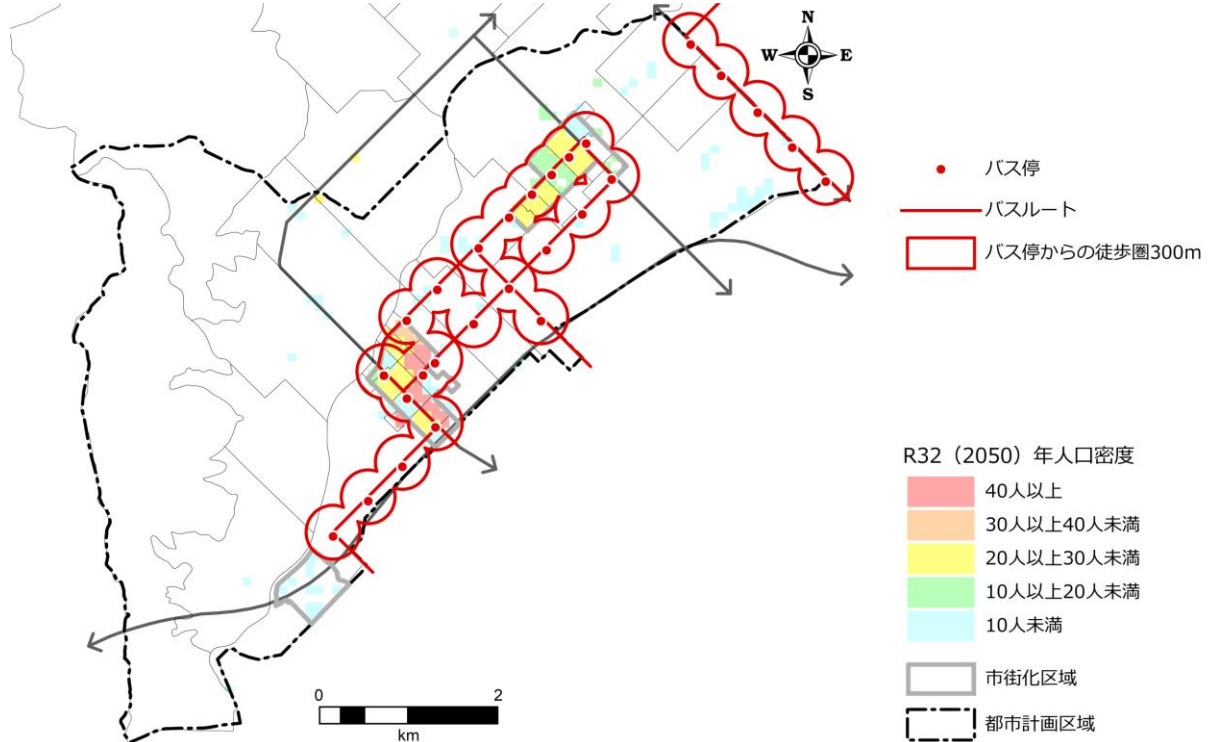 N
W E
S
バス停
バスルート
バス停からの徒歩圏300m
R32（2050）年人口密度
40人以上
30人以上40人未満
20人以上30人未満
10人以上20人未満
10人未満
市街化区域
都市計画区域
0 2
km